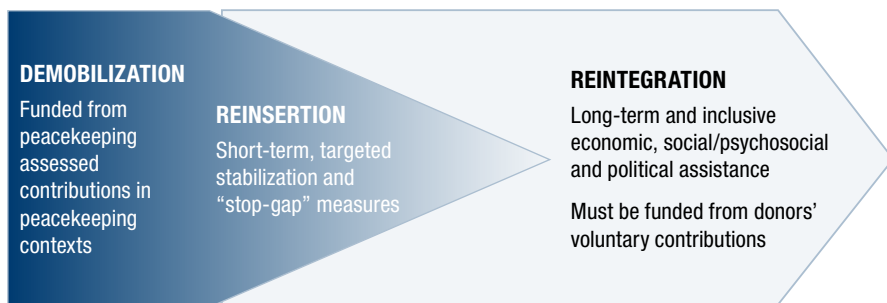 DEMOBILIZATION
Funded from
peacekeeping
assessed
contributions in
peacekeeping
contexts
REINSERTION
Short-term, targeted
stabilization and
“stop-gap” measures
REINTEGRATION
Long-term and inclusive
economic, social/psychosocial
and political assistance
Must be funded from donors’
voluntary contributions